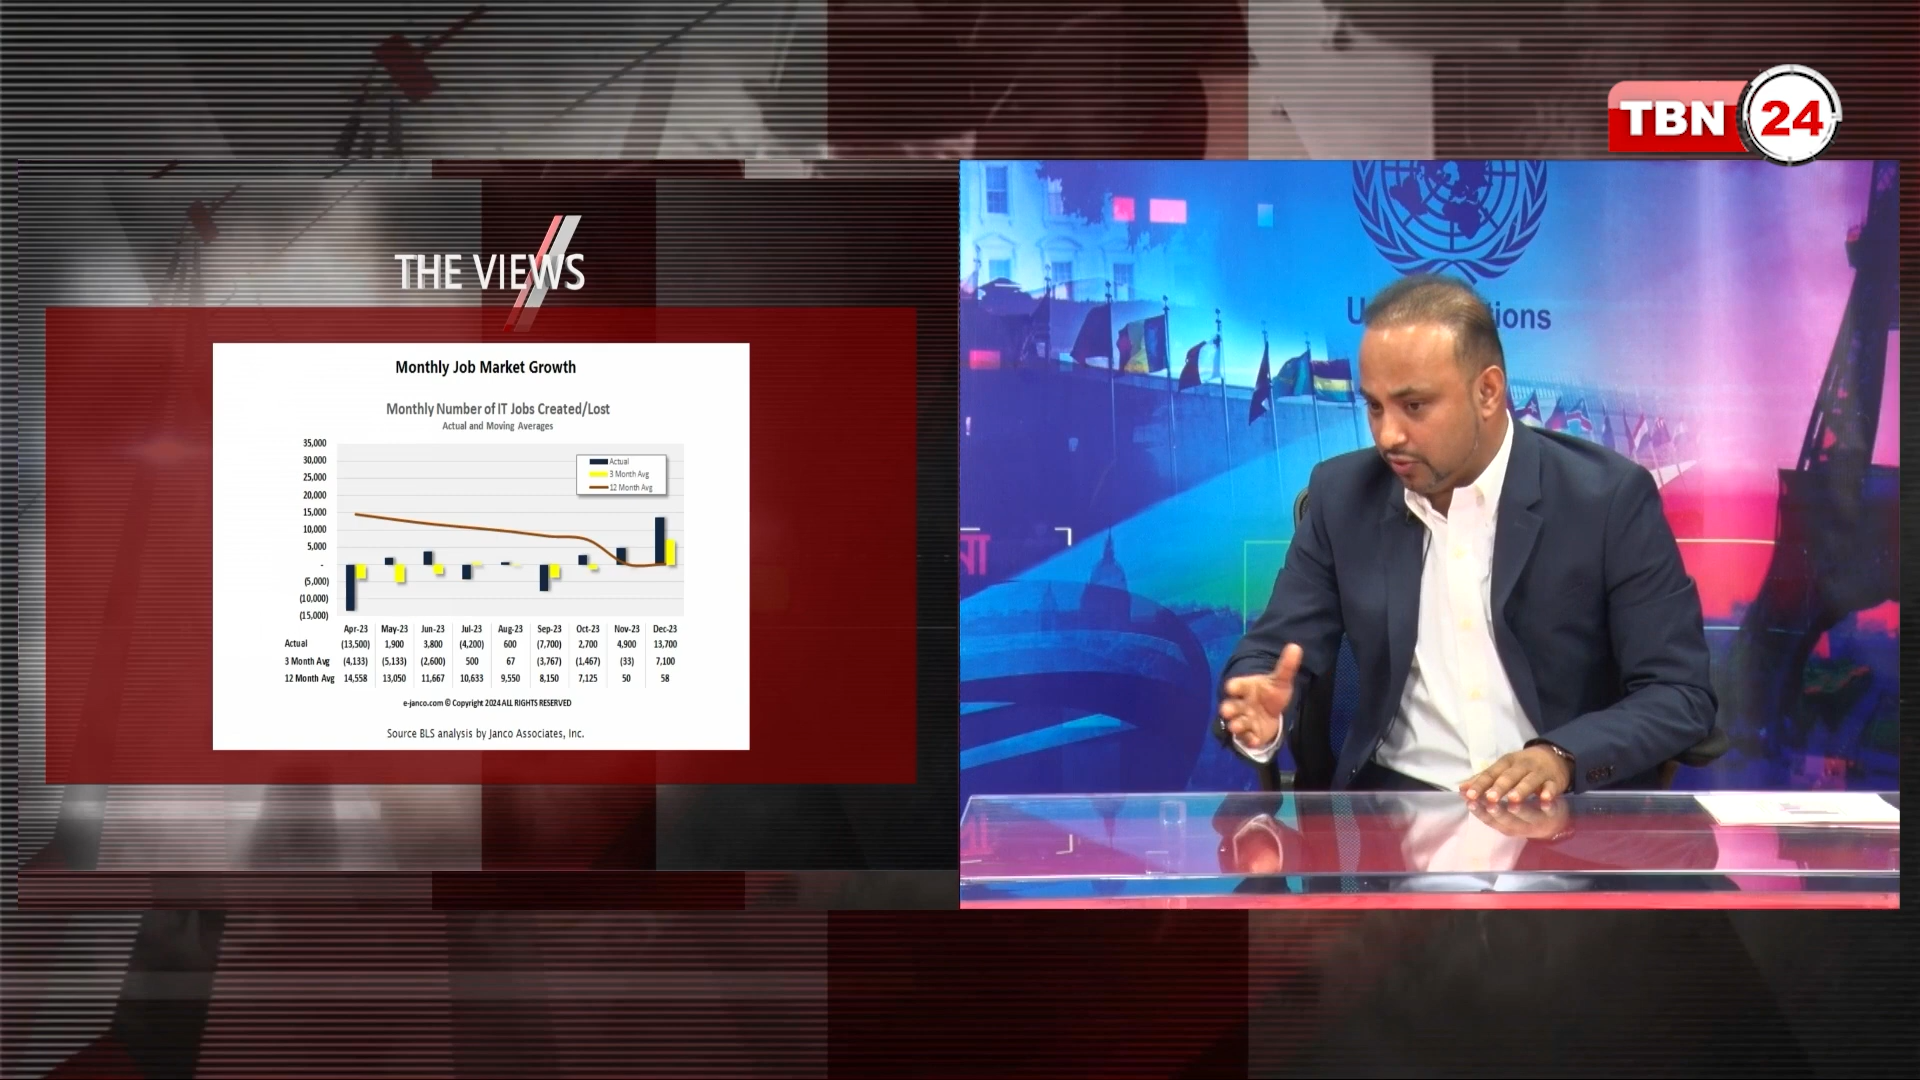 TBN 24
THE VIEWS
Monthly Job Market Growth
Monthly Number of IT Jobs Created/Lost
Actual and Moving Averages
35,000
30,000
25,000
20,000
15,000
10,000
5,000
-
(5,000)
(10,000)
(15,000)
Actual
3 Month Avg
12 Month Avg
Apr-23 May-23 Jun-23 Jul-23 Aug-23 Sep-23 Oct-23 Nov-23 Dec-23
Actual (13,500) 1,900 3,800 (4,200) 600 (7,700) 2,700 4,900 13,700
3 Month Avg (4,133) (5,133) (2,600) 500 67 (3,767) (1,467) (33) 7,100
12 Month Avg 14,558 13,050 11,667 10,633 9,550 8,150 7,125 50 58
e-janco.com © Copyright 2024 ALL RIGHTS RESERVED
Source BLS analysis by Janco Associates, Inc.